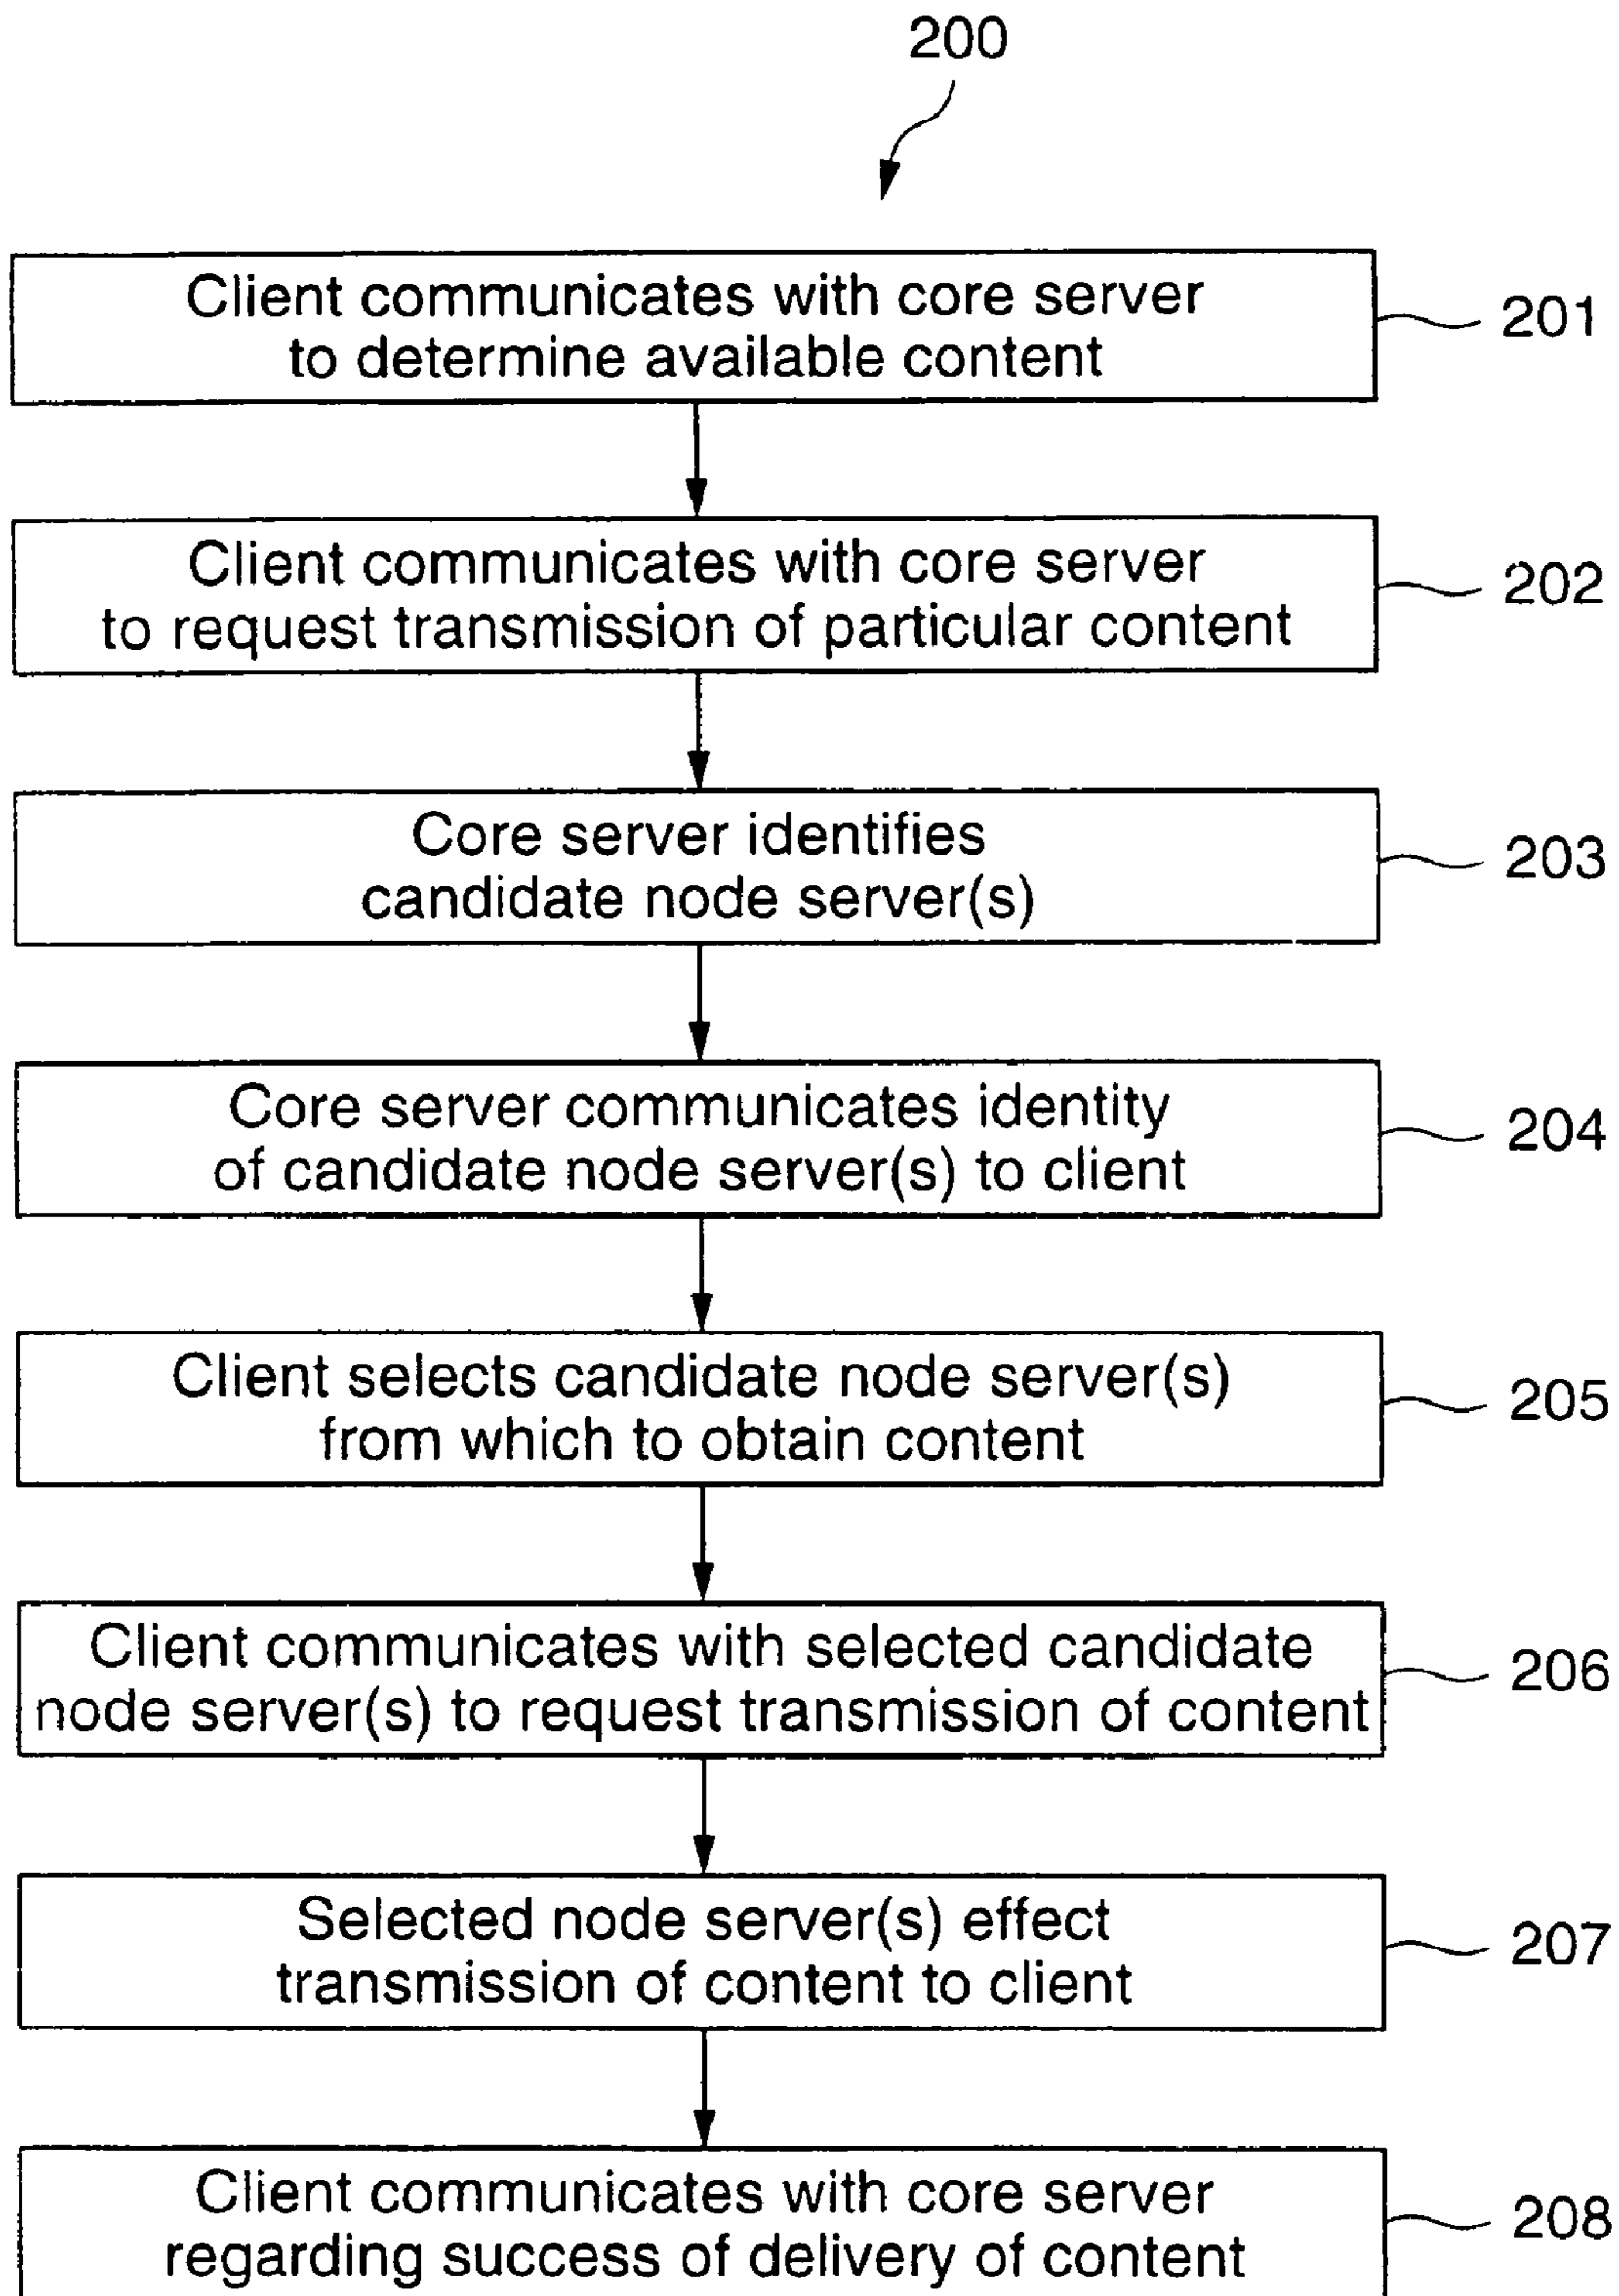 200
Client communicates with core server
to determine available content
201
Client communicates with core server
to request transmission of particular content
202
Core server identifies
candidate node server(s)
203
Core server communicates identity
of candidate node server(s) to client
204
Client selects candidate node server(s)
from which to obtain content
205
Client communicates with selected candidate
node server(s) to request transmission of content
206
Selected node server(s) effect
transmission of content to client
207
Client communicates with core server
regarding success of delivery of content
208